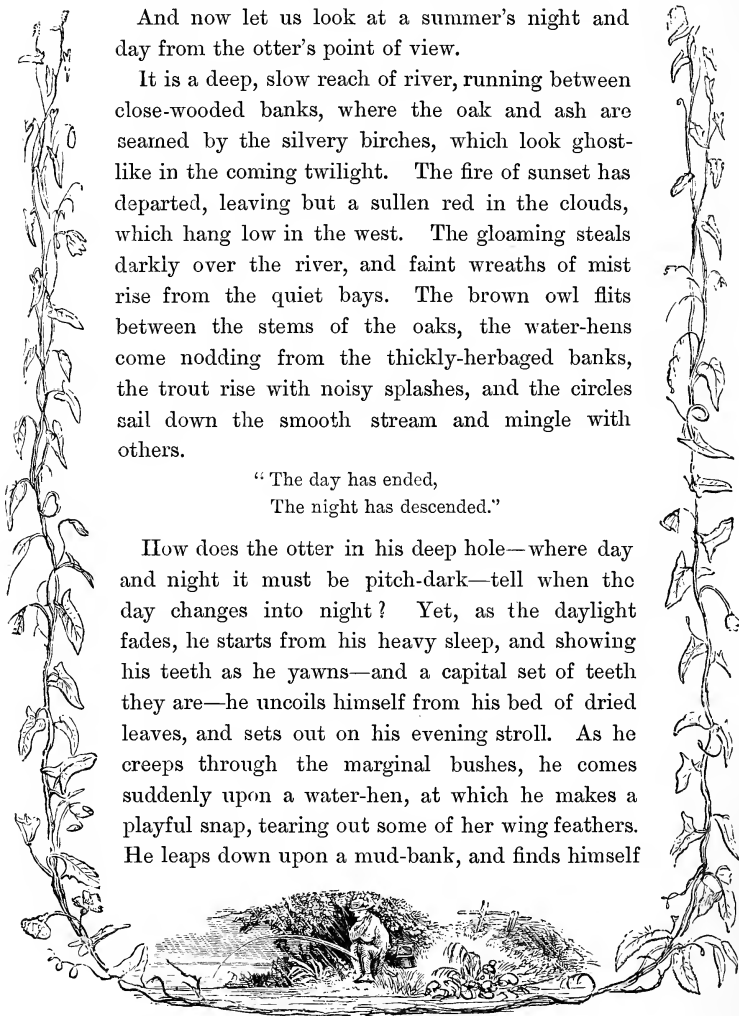 And now let us look at a summer's night and
day from the otter's point of view.
It is a deep, slow reach of river, running between
close-wooded banks, where the oak and ash are
seamed by the silvery birches, which look ghost-
like in the coming twilight. The fire of sunset has
departed, leaving but a sullen red in the clouds,
which hang low in the west. The gloaming steals
darkly over the river, and faint wreaths of mist
rise from the quiet bays. The brown owl flits
between the stems of the oaks, the water-hens
come nodding from the thickly-herbaged banks,
the trout rise with noisy splashes, and the circles
sail down the smooth stream and mingle with
others.
“ The day has ended,
The night has descended.”
How does the otter in his deep hole—where day
and night it must be pitch-dark—tell when the
day changes into night? Yet, as the daylight
fades, he starts from his heavy sleep, and showing
his teeth as he yawns—and a capital set of teeth
they are—he uncoils himself from his bed of dried
leaves, and sets out on his evening stroll. As he
creeps through the marginal bushes, he comes
suddenly upon a water-hen, at which he makes a
playful snap, tearing out some of her wing feathers.
He leaps down upon a mud-bank, and finds himself